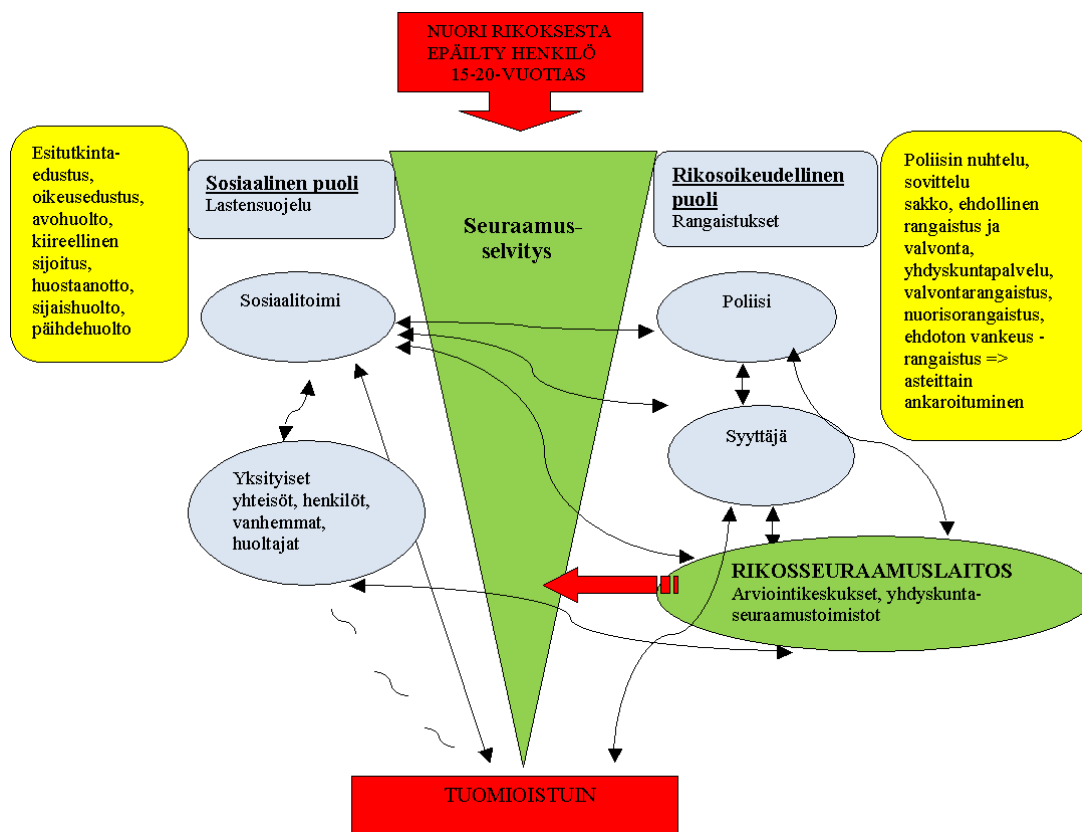 NUORI RIKOKSESTA
EPÄILTY HENKILÖ
15-20-VUOTIAS
Esitutkinta-
edustus,
oikeusedustus,
avohuolto,
kiireellinen
sijoitus,
huostaanotto,
sijaishuolto,
päihdehuolto
Sosiaalinen puoli
Lastensuojelu
Seuraamus-
selvitys
Rikosoikeudellinen
puoli
Rangaistukset
Poliisin nuhtelu,
sovittelu
sakko, ehdollinen
rangaistus ja
valvonta,
yhdyskuntapalvelu,
valvontarangaistus,
nuorisorangaistus,
ehdoton vankeus -
rangaistus =>
asteittain
ankaroituminen
Sosiaalitoimi
Poliisi
Syyttäjä
Yksityiset
yhteisöt, henkilöt,
vanhemmat,
huoltajat
RIKOSSEURAAMUSLAITOS
Arviointikeskukset, yhdyskunta-
seuraamustoimistot
TUOMIOISTUIN